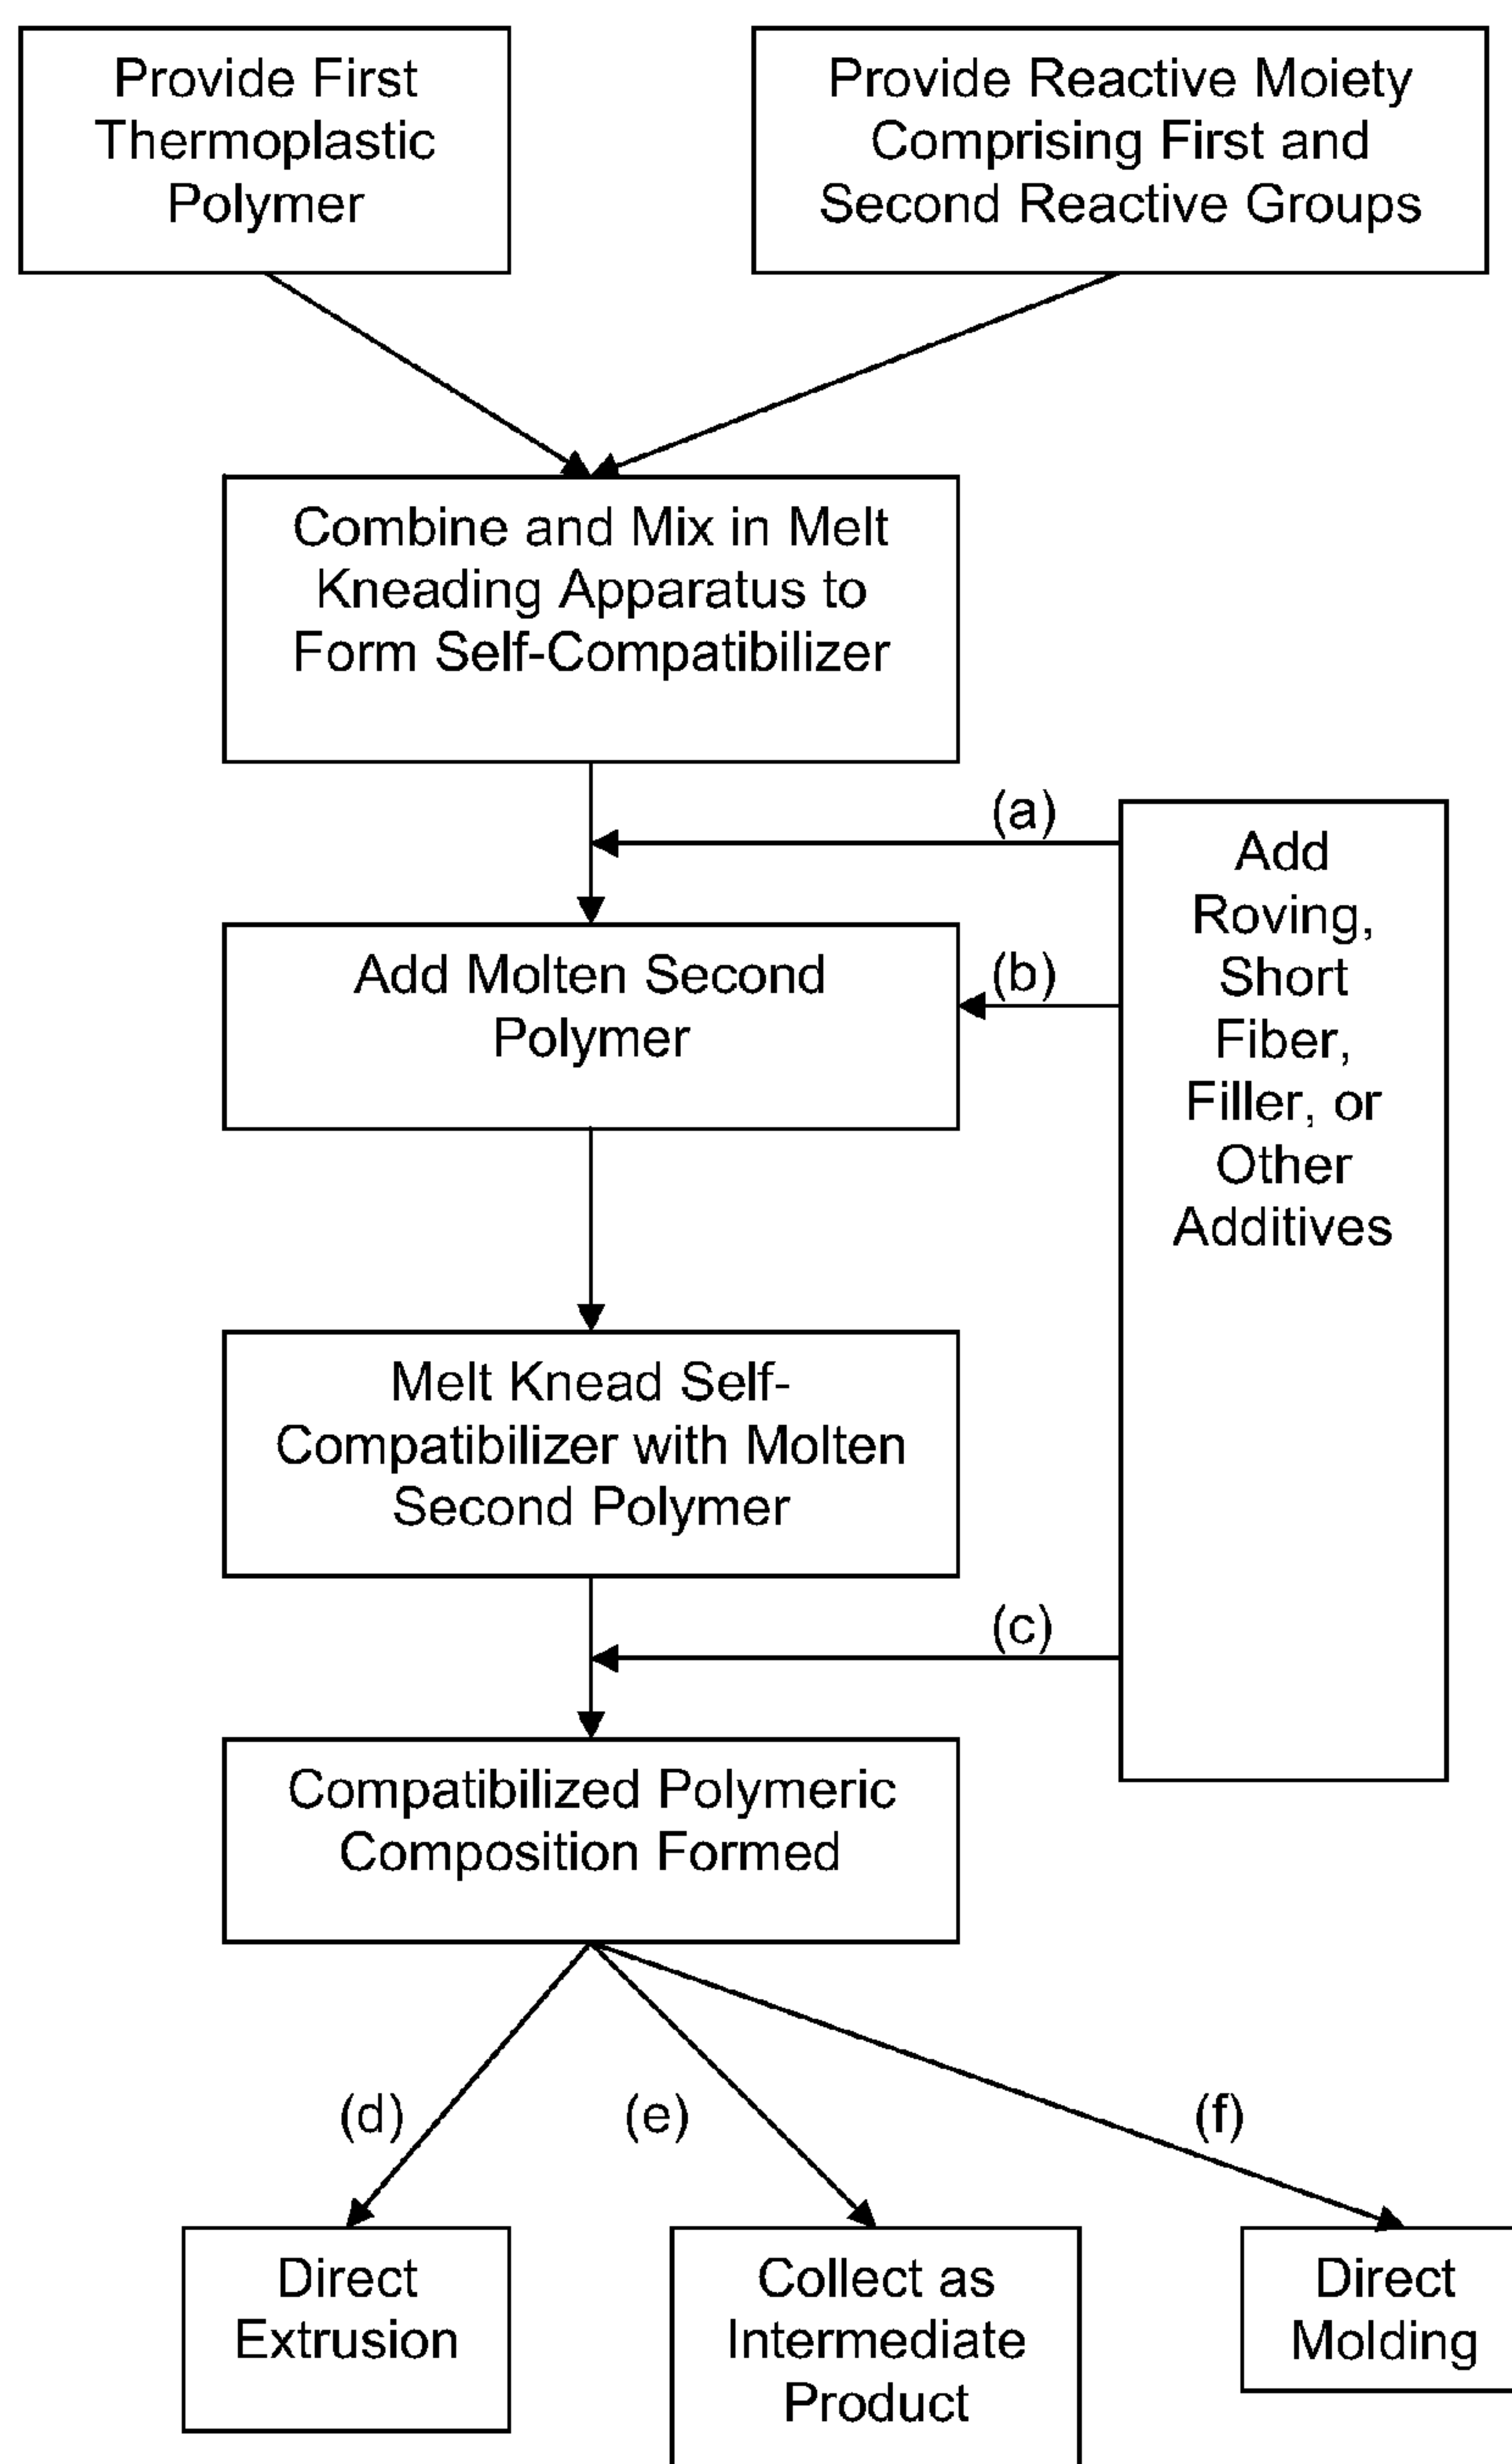 Provide First
Thermoplastic
Polymer
Provide Reactive Moiety
Comprising First and
Second Reactive Groups
Combine and Mix in Melt
Kneading Apparatus to
Form Self-Compatibilizer
(a)
Add
Roving,
Short
Fiber,
Filler, or
Other
Additives
Add Molten Second
Polymer
(b)
Melt Knead Self-
Compatibilizer with Molten
Second Polymer
(c)
Compatibilized Polymeric
Composition Formed
(d)
(e)
(f)
Direct
Extrusion
Collect as
Intermediate
Product
Direct
Molding